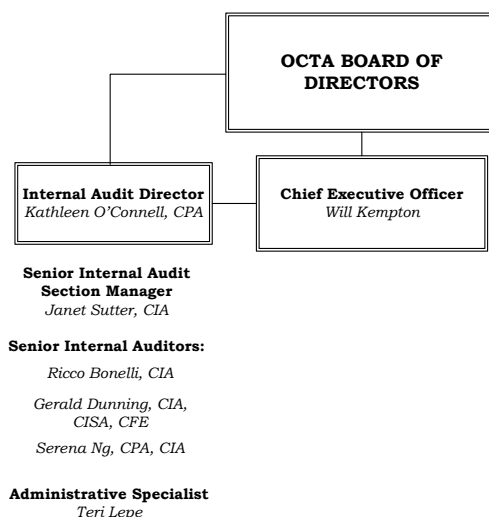 OCTA BOARD OF
DIRECTORS
Internal Audit Director
Kathleen O'Connell, CPA
Chief Executive Officer
Will Kempton
Senior Internal Audit
Section Manager
Janet Sutter, CIA
Senior Internal Auditors:
Ricco Bonelli, CIA
Gerald Dunning, CIA,
CISA, CFE
Serena Ng, CPA, CIA
Administrative Specialist
Teri Lepe